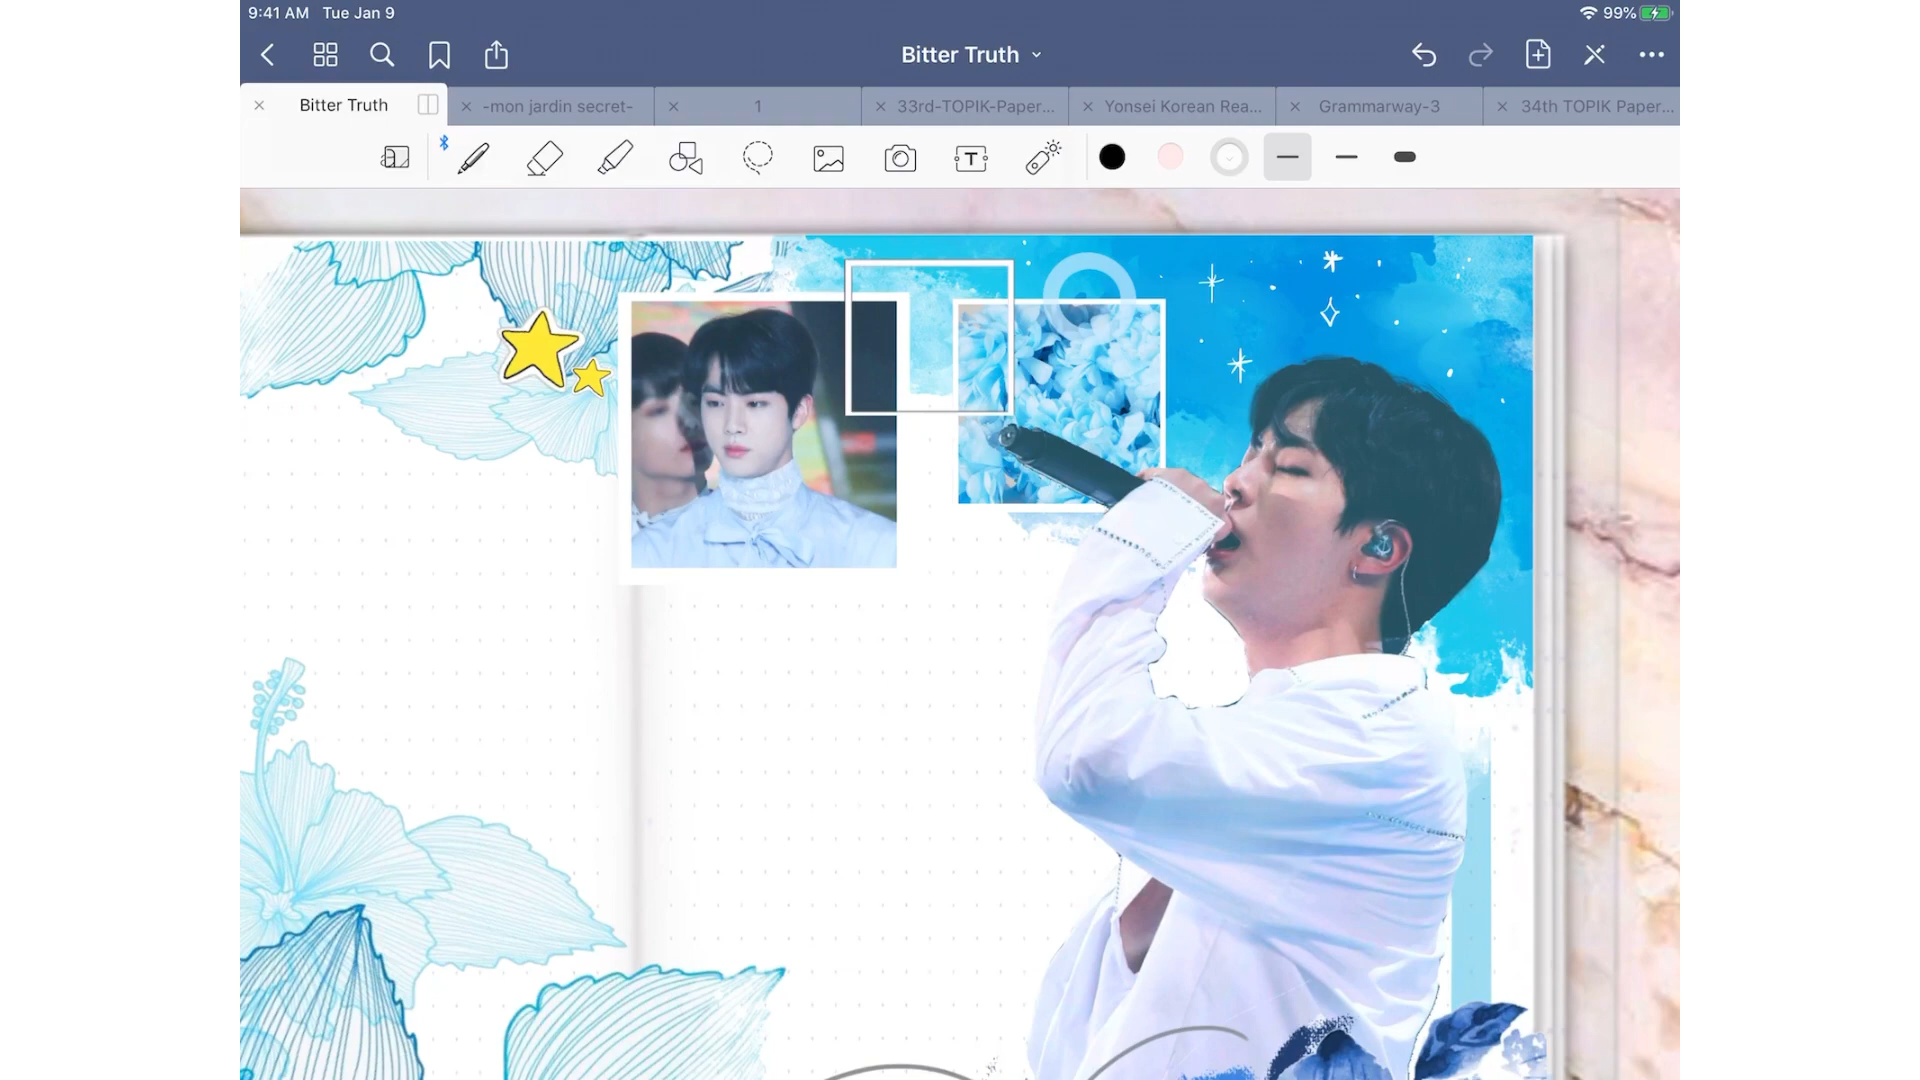 9:41 AM Tue Jan 9
99%
Bitter Truth
Bitter Truth
-mon jardin secret-
1
33rd-TOPIK-Paper...
Yonsei Korean Rea...
Grammarway-3
34th TOPIK Paper...
T